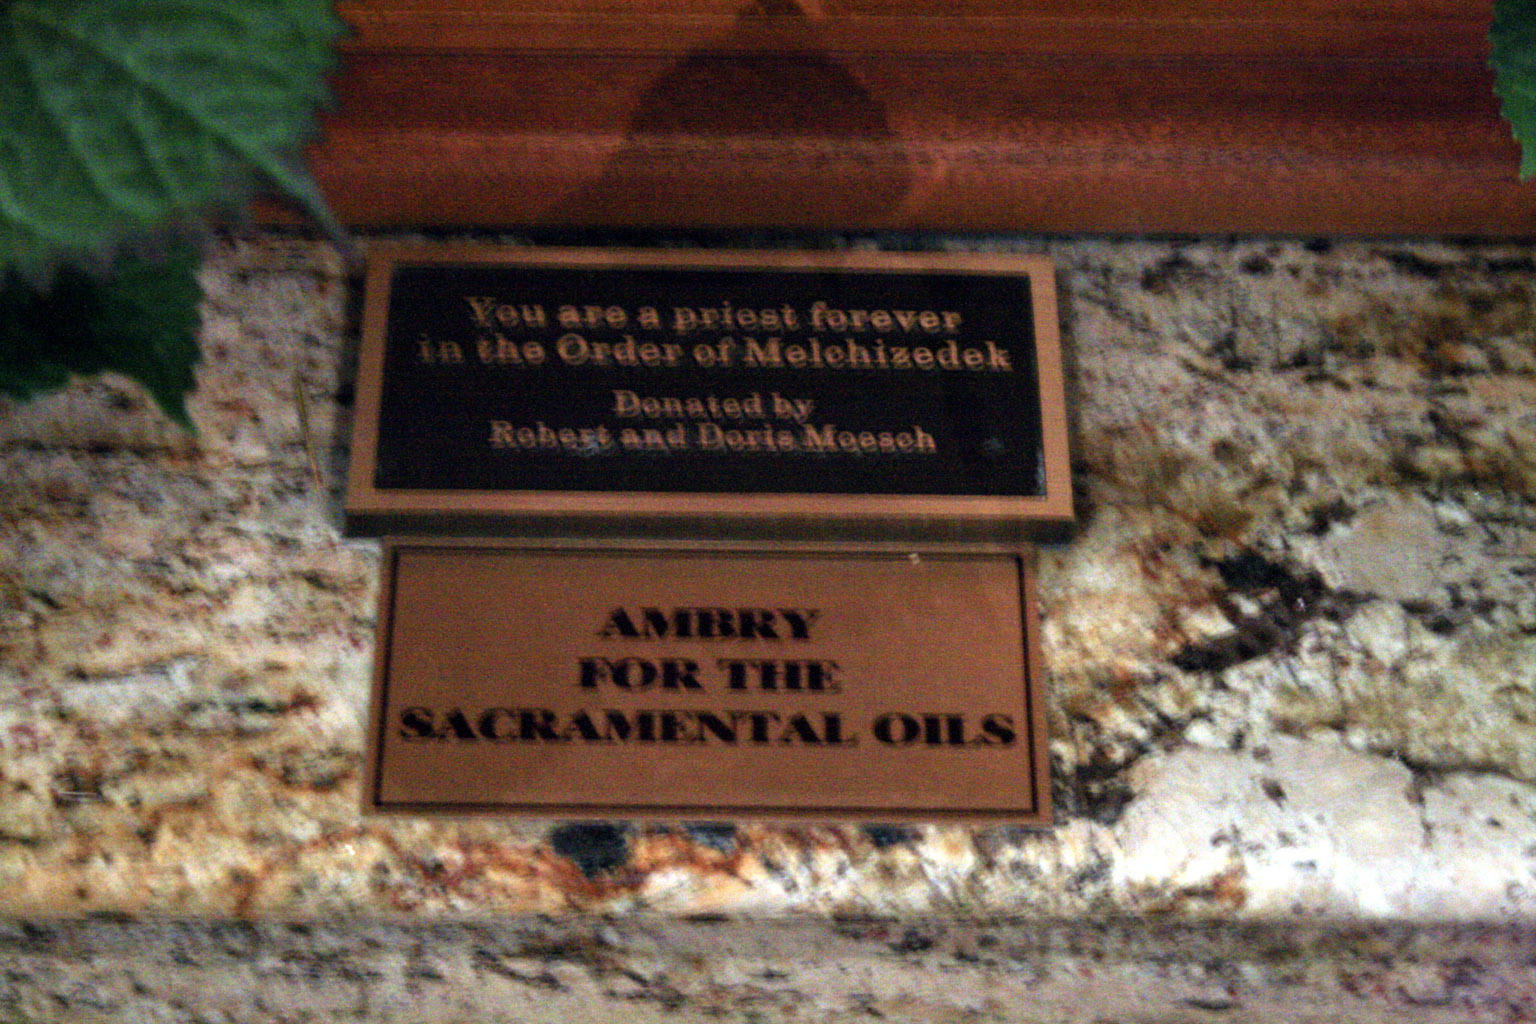 You are a priest forever
in the Order of Melchizedek
Donated by
Robert and Doris Moesch
AMBRY
FOR THE
SACRAMENTAL OILS